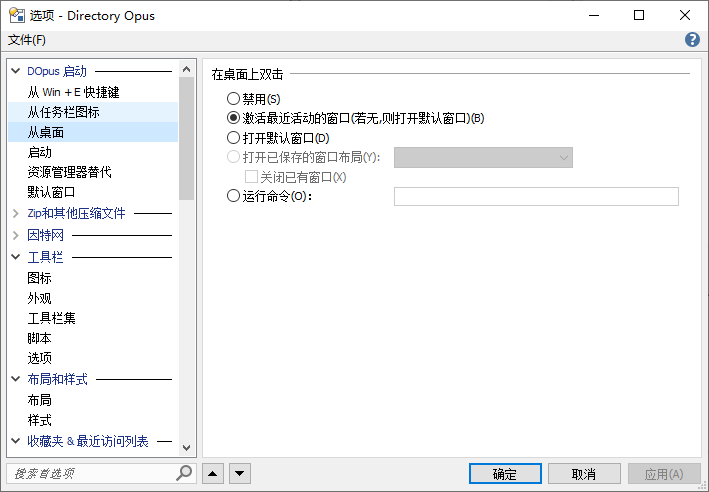 选项 - Directory Opus
文件(F)
DOpus 启动
从 Win + E 快捷键
从任务栏图标
从桌面
启动
资源管理器替代
默认窗口
Zip和其他压缩文件
因特网
工具栏
图标
外观
工具栏集
脚本
选项
布局和样式
布局
样式
收藏夹 & 最近访问列表
搜索首选项
在桌面上双击
禁用(S)
激活最近活动的窗口(若无,则打开默认窗口)(B)
打开默认窗口(D)
打开已保存的窗口布局(Y):
关闭已有窗口(X)
运行命令(O):
确定
取消
应用(A)